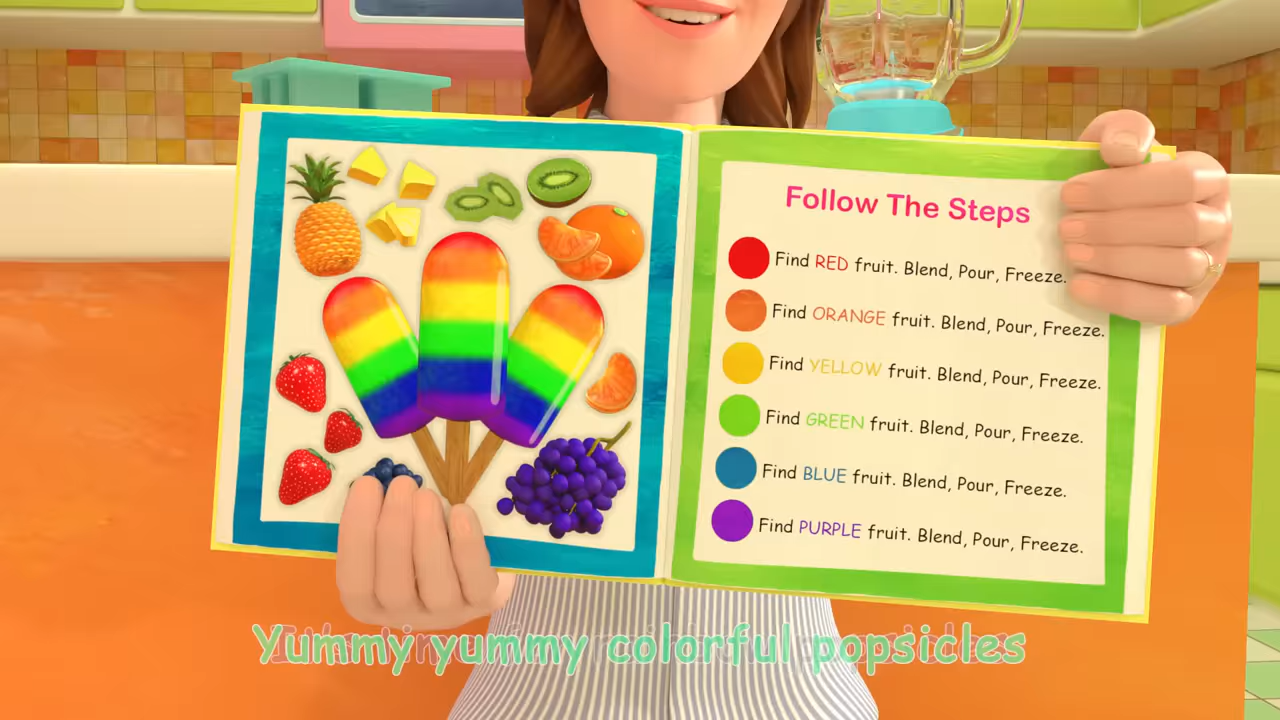 Follow The Steps
Find RED fruit. Blend, Pour, Freeze.
Find ORANGE fruit. Blend, Pour, Freeze.
Find YELLOW fruit. Blend, Pour, Freeze.
Find GREEN fruit. Blend, Pour, Freeze.
Find BLUE fruit. Blend, Pour, Freeze.
Find PURPLE fruit. Blend, Pour, Freeze.
Yummy yummy colorful popsicles